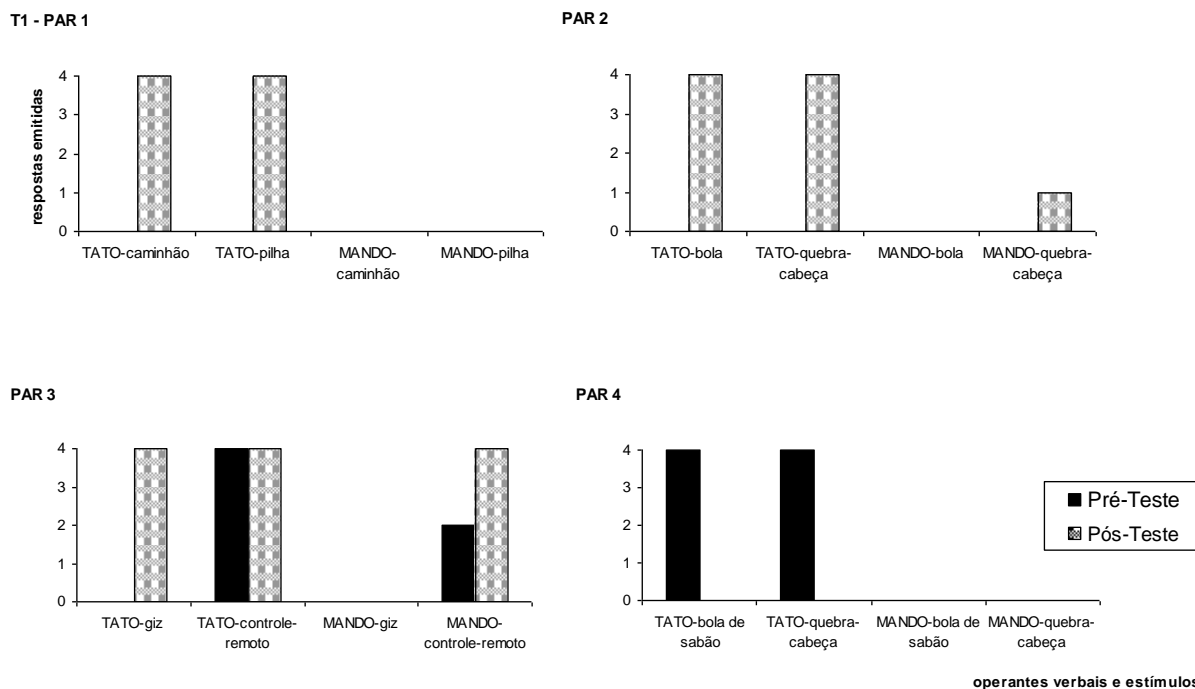 T1 - PAR 1
PAR 2
respostas emitidas
4
3
2
1
0
TATO-caminhão
TATO-pilha
MANDO-
caminhão
MANDO-pilha
4
3
2
1
0
TATO-bola
TATO-quebra-
cabeça
MANDO-bola
MANDO-quebra-
cabeça
PAR 3
PAR 4
4
3
2
1
0
TATO-giz
TATO-controle-
remoto
MANDO-giz
MANDO-
controle-remoto
4
3
2
1
0
TATO-bola de
sabão
TATO-quebra-
cabeça
MANDO-bola de
sabão
MANDO-quebra-
cabeça
Pré-Teste
Pós-Teste
operantes verbais e estímulos